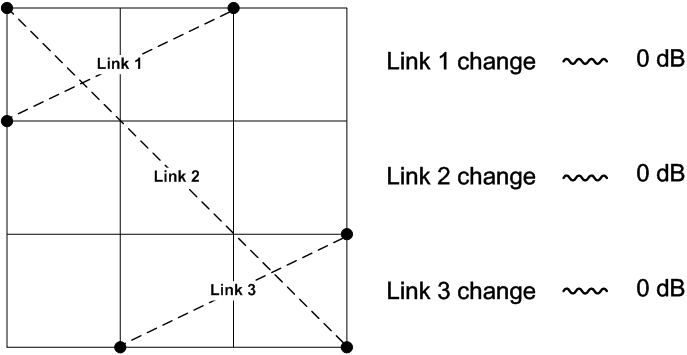 Link 1
Link 2
Link 3
Link 1 change 0 dB
Link 2 change 0 dB
Link 3 change 0 dB